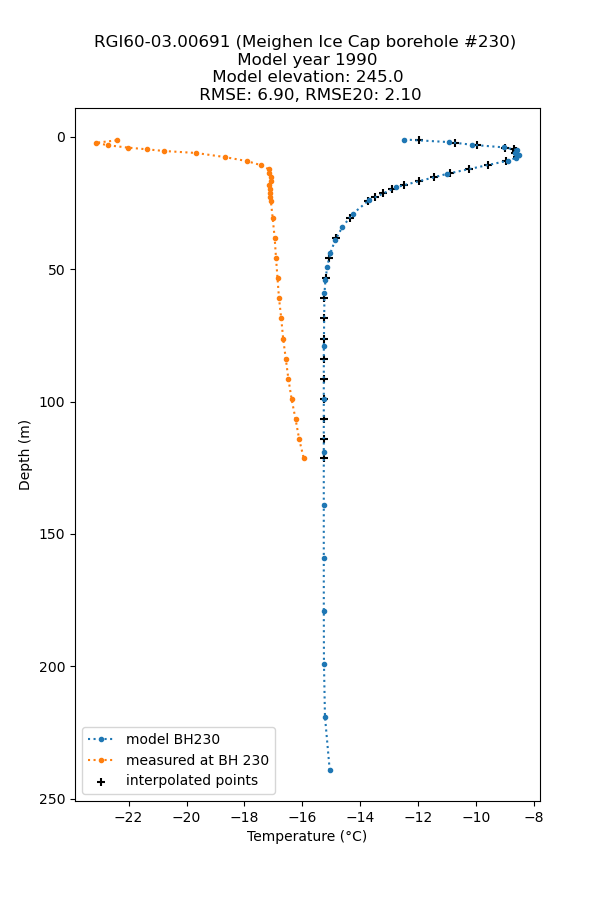 RGI60-03.00691 (Meighen Ice Cap borehole #230)
Model year 1990
Model elevation: 245.0
RMSE: 6.90, RMSE20: 2.10
0
50
100
150
200
250
Depth (m)
model BH230
measured at BH 230
interpolated points
−22 −20 −18 −16 −14 −12 −10 −8
Temperature (°C)